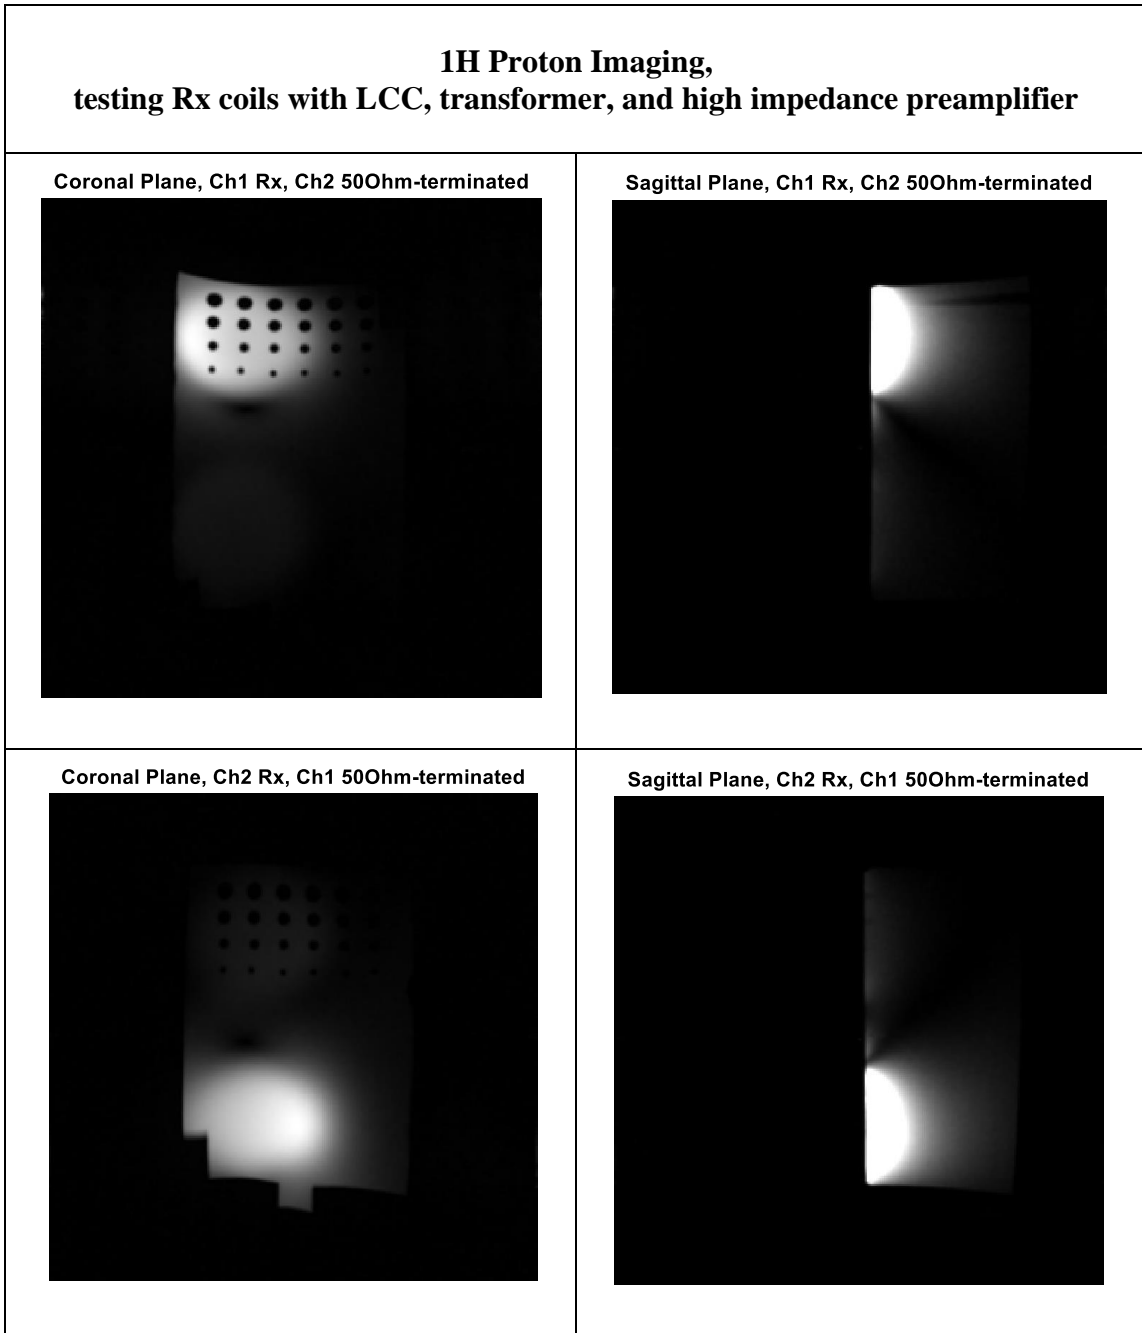 1H Proton Imaging,
testing Rx coils with LCC, transformer, and high impedance preamplifier
Coronal Plane, Ch1 Rx, Ch2 50Ohm-terminated
Sagittal Plane, Ch1 Rx, Ch2 50Ohm-terminated
Coronal Plane, Ch2 Rx, Ch1 50Ohm-terminated
Sagittal Plane, Ch2 Rx, Ch1 50Ohm-terminated